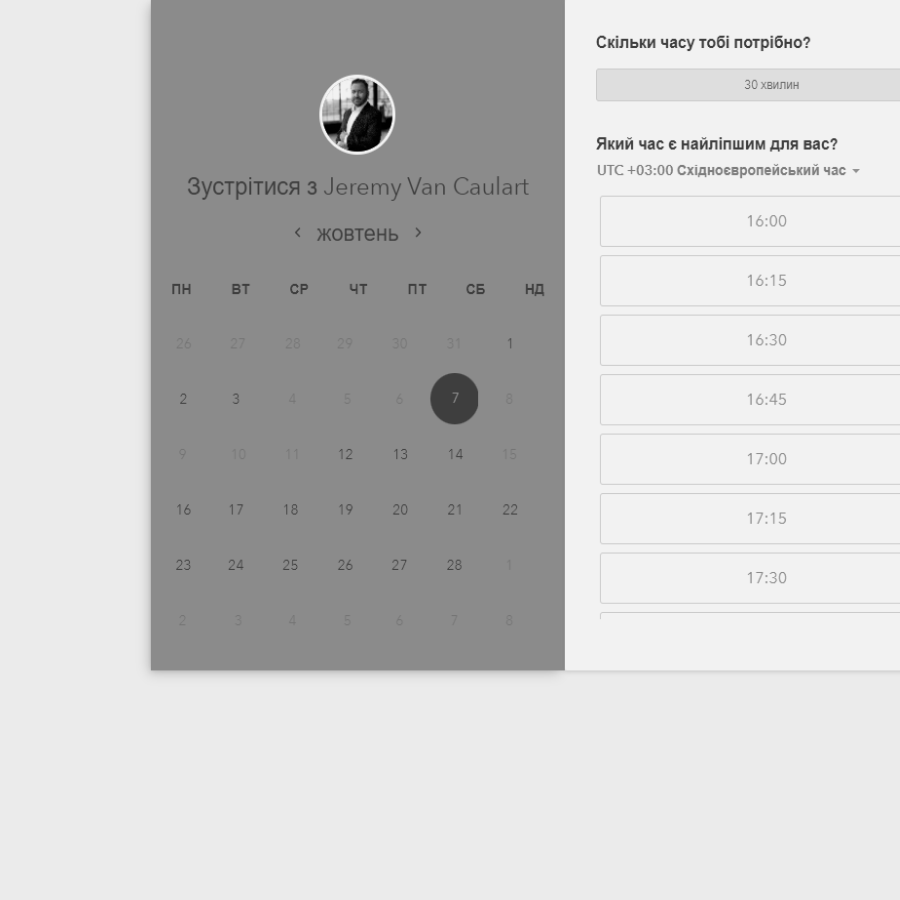 Зустрітися з Jeremy Van Caulart
жовтень
ПН ВТ СР ЧТ ПТ СБ НД
26 27 28 29 30 31 1
2 3 4 5 6 7 8
9 10 11 12 13 14 15
16 17 18 19 20 21 22
23 24 25 26 27 28 1
2 3 4 5 6 7 8
Скільки часу тобі потрібно?
30 хвилин
Який час є найліпшим для вас?
UTC +03:00 Східноєвропейський час
16:00
16:15
16:30
16:45
17:00
17:15
17:30